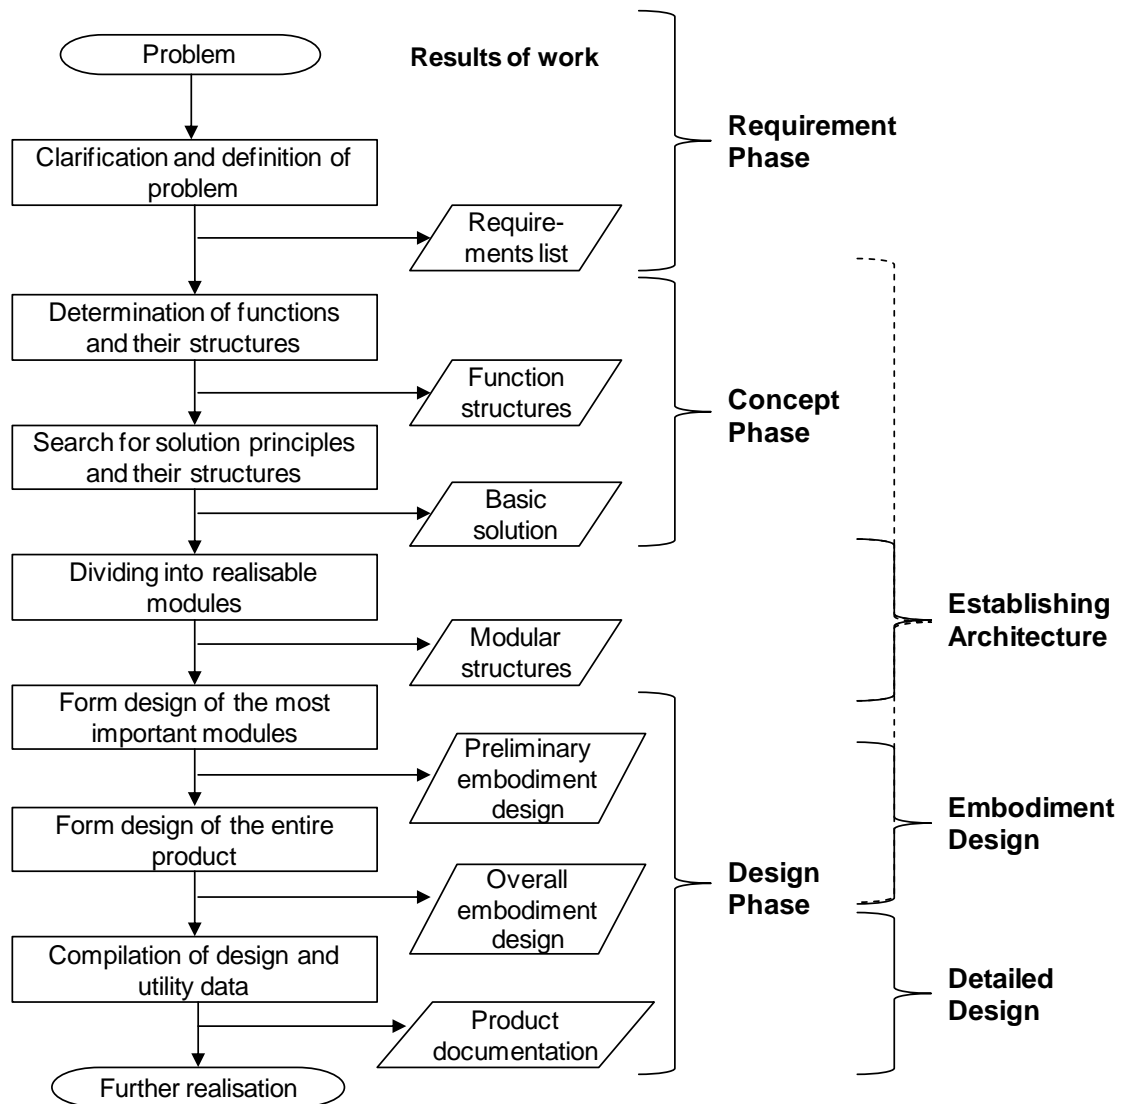 Problem
Results of work
Requirement
Phase
Clarification and definition of
problem
Require-
ments list
Determination of functions
and their structures
Function
structures
Concept
Phase
Search for solution principles
and their structures
Basic
solution
Dividing into realisable
modules
Establishing
Architecture
Modular
structures
Form design of the most
important modules
Preliminary
embodiment
design
Embodiment
Design
Form design of the entire
product
Design
Phase
Overall
embodiment
design
Compilation of design and
utility data
Detailed
Design
Product
documentation
Further realisation